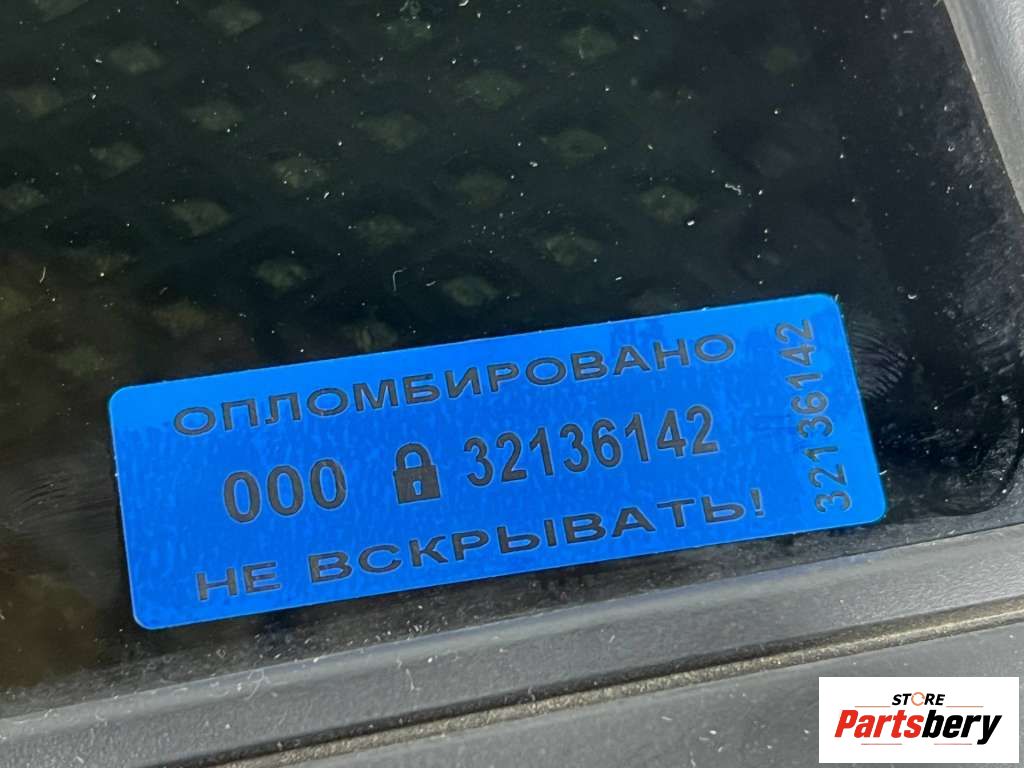 ОПЛОМБИРОВАНО
000 32136142
НЕ ВСКРЫВАТЬ!
32136142
STORE
Partsbery